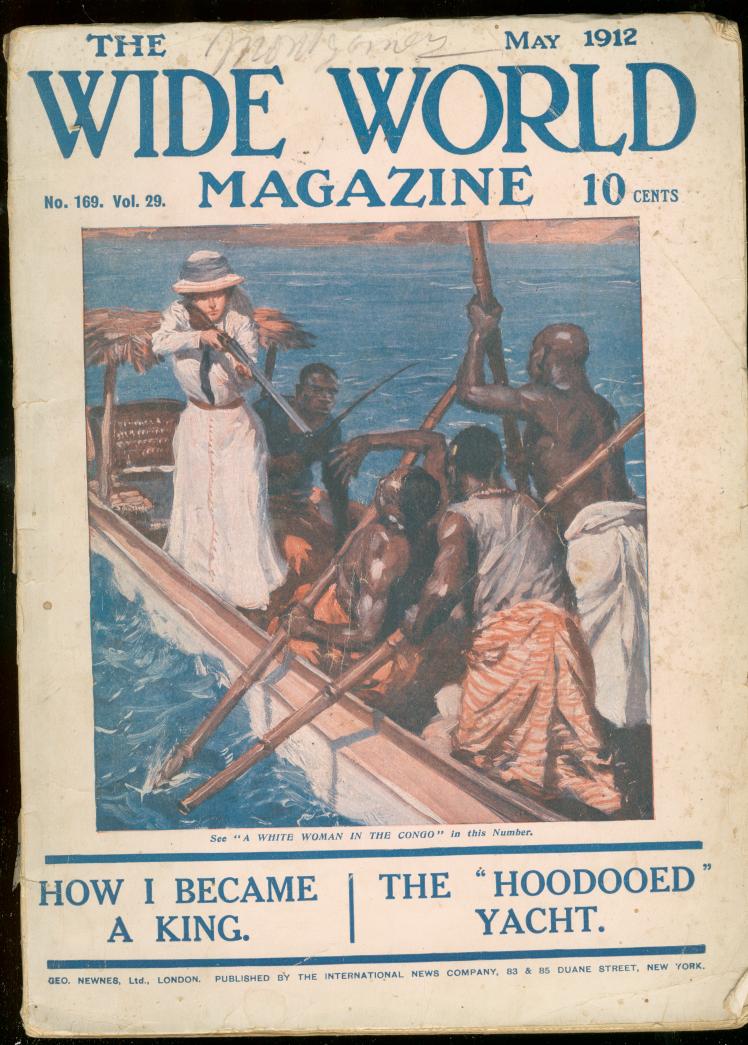 THE
MAY 1912
WIDE WORLD
No. 169. Vol. 29.
MAGAZINE
10 CENTS
See "A WHITE WOMAN IN THE CONGO" in this Number.
HOW I BECAME
A KING.
THE "HOODOOED"
YACHT.
GEO. NEWNES, Ltd., LONDON. PUBLISHED BY THE INTERNATIONAL NEWS COMPANY, 83 & 85 DUANE STREET, NEW YORK.